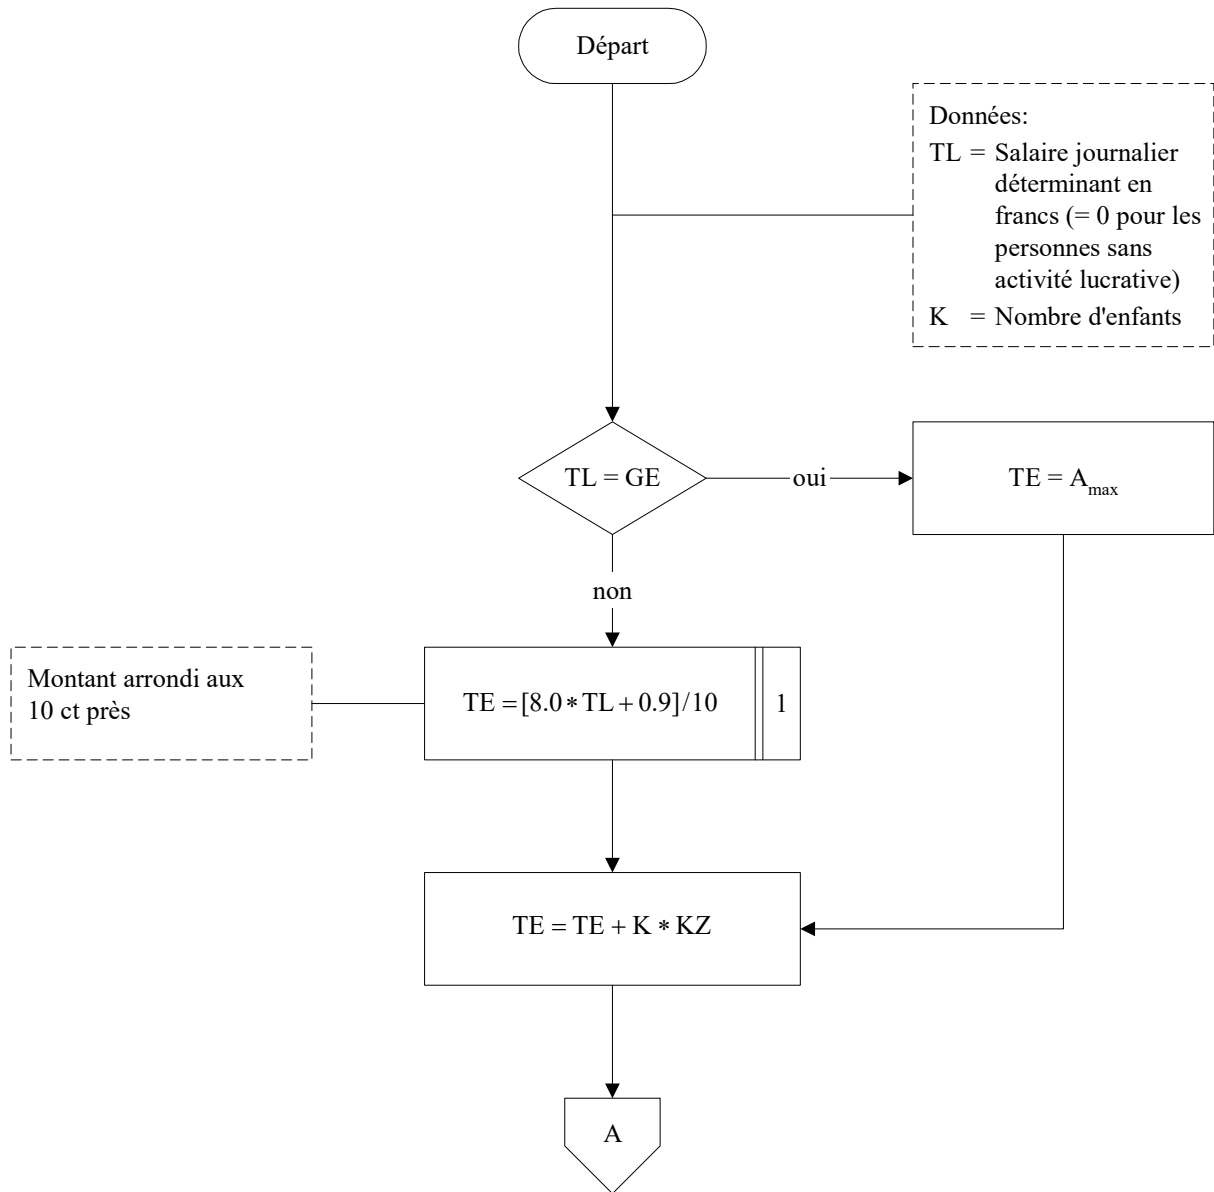 Départ
Données:
TL = Salaire journalier
déterminant en
francs (= 0 pour les
personnes sans
activité lucrative)
K = Nombre d'enfants
TL = GE
oui
TE = Amax
non
Montant arrondi aux
10 ct près
TE = [8.0 * TL + 0.9] / 10
1
TE = TE + K * KZ
A